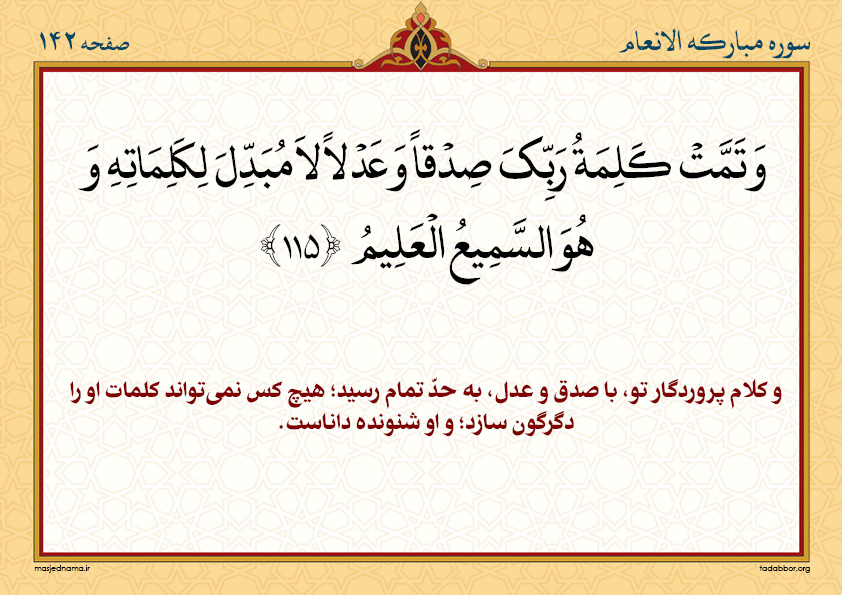 سوره مبارکه الانعام
صفحه ۱۴۲
وَ تَمَّتْ کَلِمَةُ رَبِّکَ صِدْقاً وَ عَدْلاً لاَ مُبَدِّلَ لِکَلِمَاتِهِ وَ
هُوَ السَّمِيعُ الْعَلِيمُ ﴿۱۱۵﴾
و کلام پروردگار تو، با صدق و عدل، به حدّ تمام رسید؛ هیچ کس نمی‌تواند کلمات او را
دگرگون سازد؛ و او شنونده داناست.
masjednama.ir
tadabbor.org